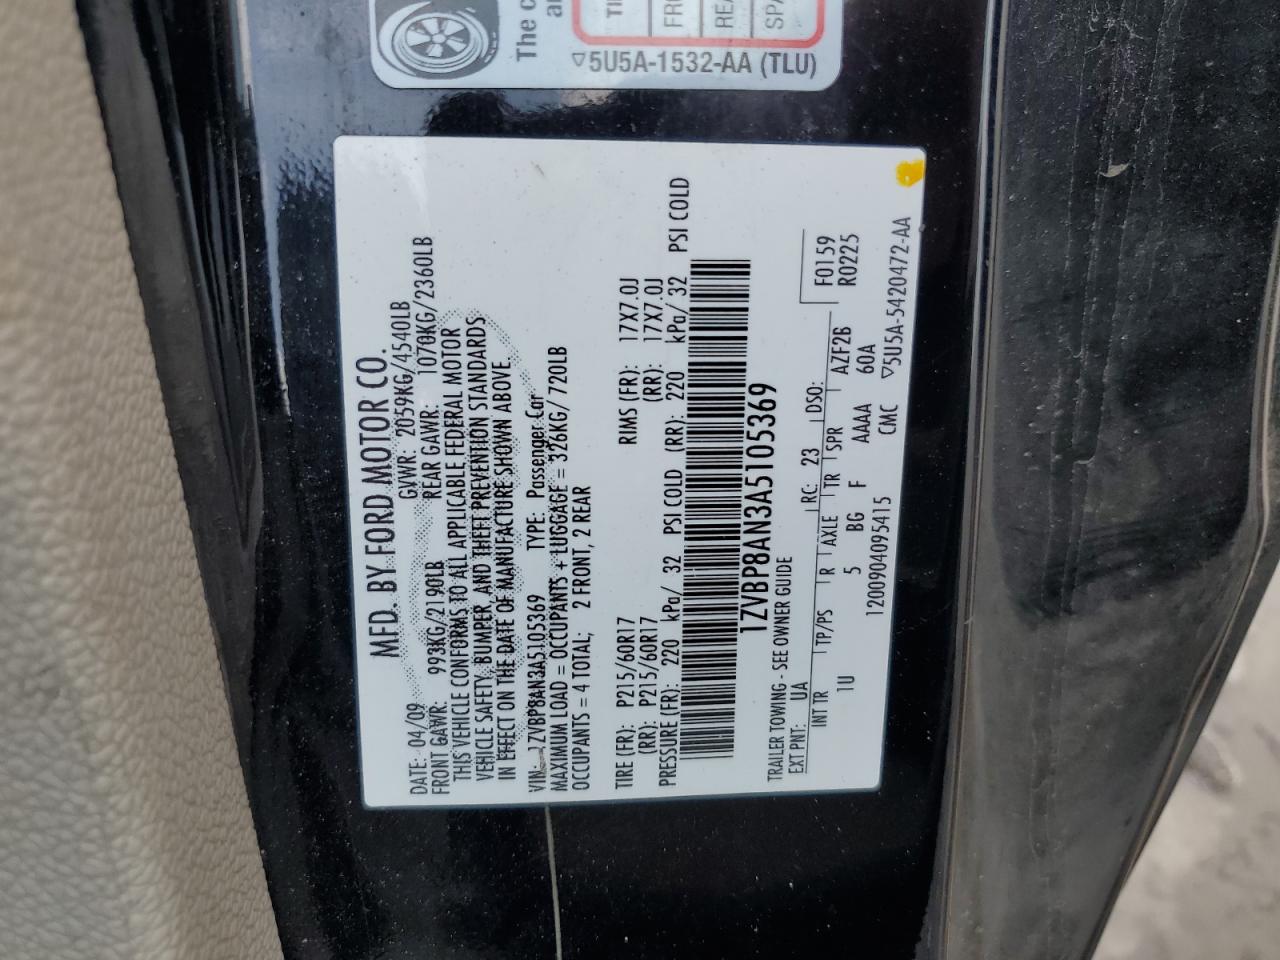 The
TI
FR
REA
SPA
▽5U5A-1532-AA (TLU)
MFD. BY FORD MOTOR CO.
DATE: 04/09 GVWR: 2059KG/4540LB
FRONT GAWR: 993KG/2190LB REAR GAWR: 1070KG/2360LB
THIS VEHICLE CONFORMS TO ALL APPLICABLE FEDERAL MOTOR
VEHICLE SAFETY, BUMPER, AND THEFT PREVENTION STANDARDS
IN EFFECT ON THE DATE OF MANUFACTURE SHOWN ABOVE.
VIN: 1ZVBP8AN3A5105369 TYPE: Passenger Car
MAXIMUM LOAD = OCCUPANTS + LUGGAGE = 326KG/ 720LB
OCCUPANTS = 4 TOTAL; 2 FRONT, 2 REAR
TIRE (FR): P215/60R17 RIMS (FR): 17X7.0J
(RR): P215/60R17 (RR): 17X7.0J
PRESSURE (FR): 220 kPa/ 32 PSI COLD (RR): 220 kPa/ 32 PSI COLD
1ZVBP8AN3A5105369
TRAILER TOWING - SEE OWNER GUIDE
EXT PNT: UA RC: 23 DSO: F0159
INT TR TP/PS R AXLE TR SPR AZF2B R0225
1U 5 BG F AAAA 60A
1200904095415 CMC ▽5U5A-5420472-AA